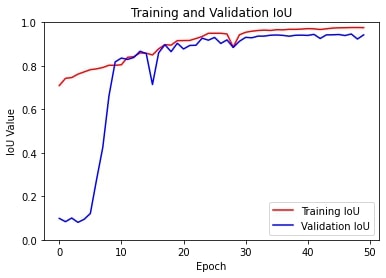 Training and Validation IoU
IoU Value
1.0
0.8
0.6
0.4
0.2
0.0
0 10 20 30 40 50
Epoch
Training IoU
Validation IoU